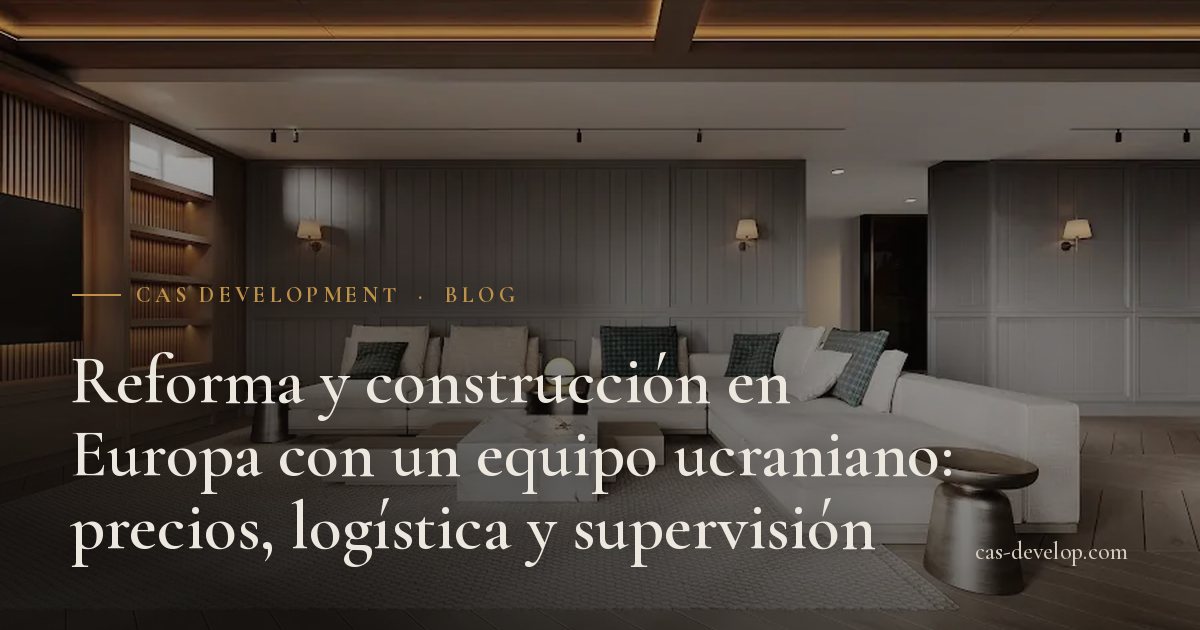 CAS DEVELOPMENT · BLOG
Reforma y construcción en
Europa con un equipo ucraniano:
precios, logística y supervisión
cas-develop.com